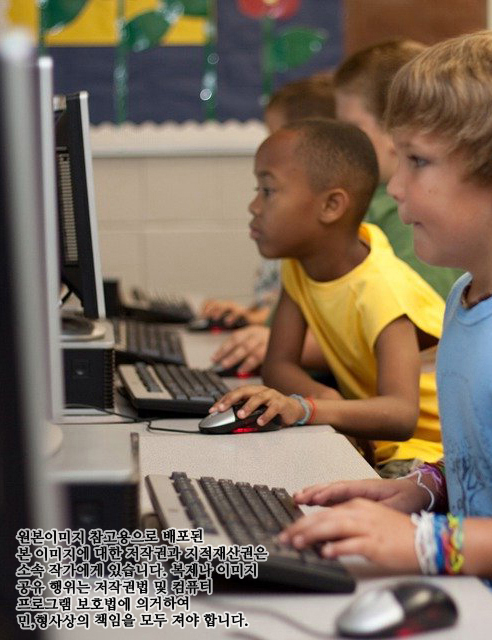 원본이미지 참고용으로 배포된
본 이미지에 대한 저작권과 지적재산권은
소속 작가에게 있습니다. 복제나 이미지
공유 행위는 저작권법 및 컴퓨터
프로그램 보호법에 의거하여
민,형사상의 책임을 모두 져야 합니다.